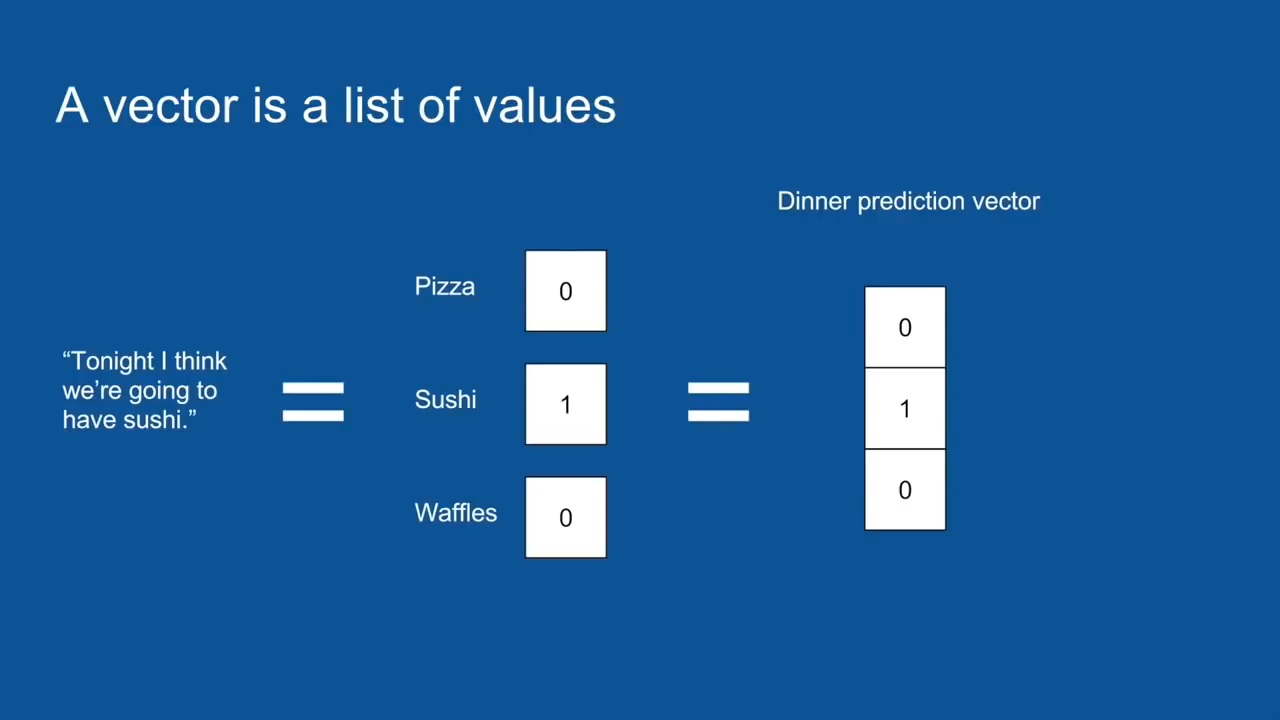 A vector is a list of values
Dinner prediction vector
“Tonight I think
we’re going to
have sushi.”
Pizza
0
Sushi
1
Waffles
0
0
1
0